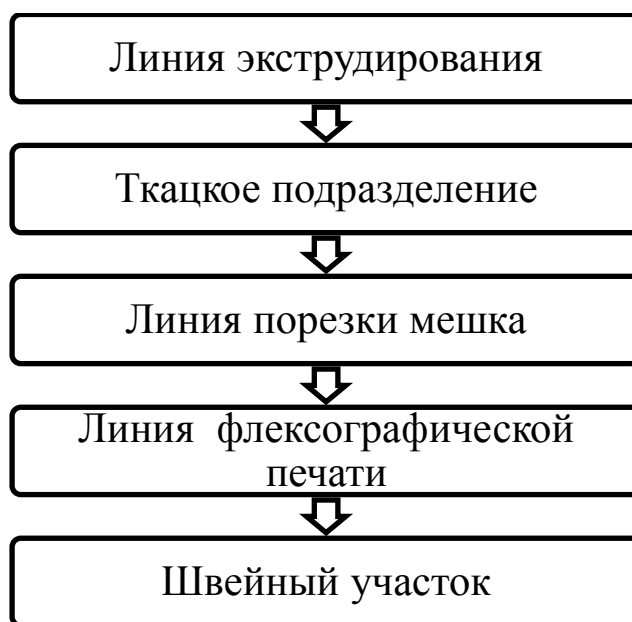 Линия экструдирования
Ткацкое подразделение
Линия порезки мешка
Линия флексографической
печати
Швейный участок